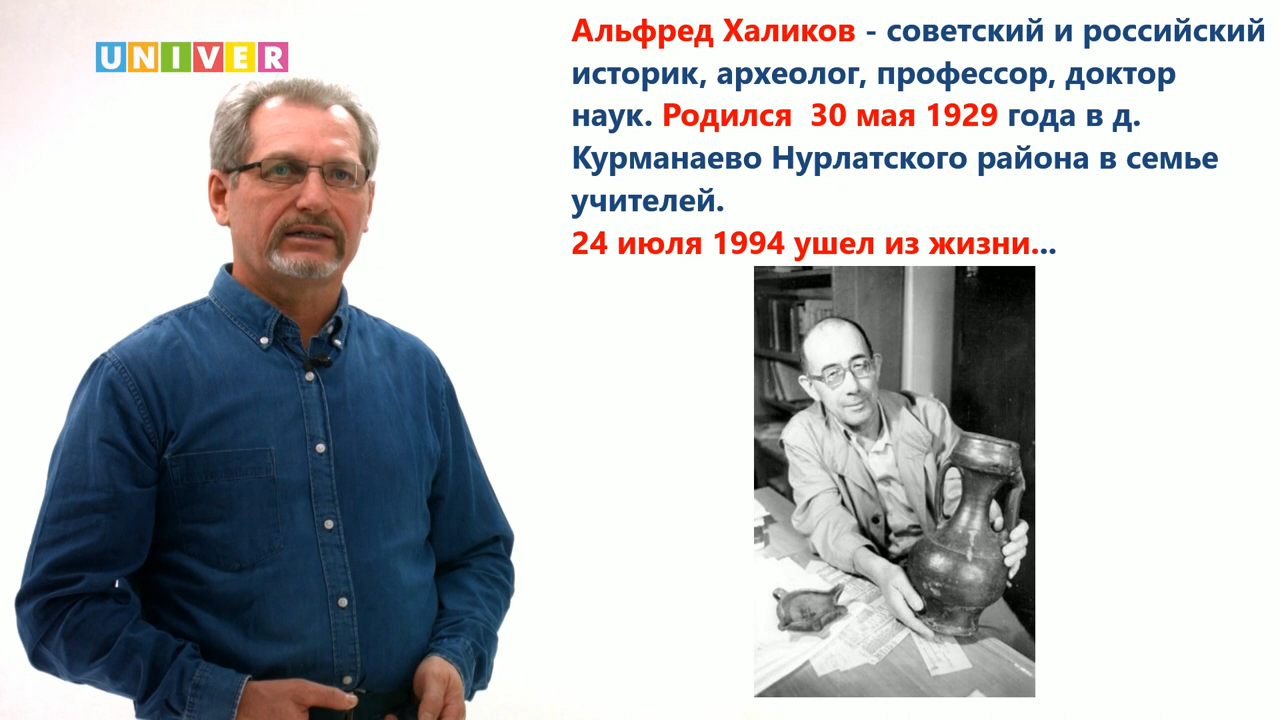 UNIVER
Альфред Халиков - советский и российский
историк, археолог, профессор, доктор
наук. Родился  30 мая 1929 года в д.
Курманаево Нурлатского района в семье
учителей.
24 июля 1994 ушел из жизни...